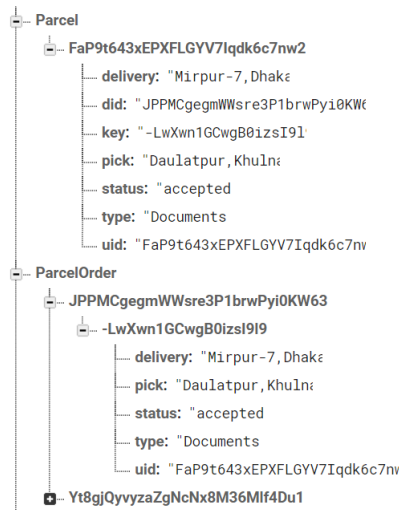 Parcel
FaP9t643xEPXFLGYV7Iqdk6c7nw2
delivery: "Mirpur-7,Dhaka
did: "JPPMCgegmWWsre3P1brwPyi0KW6
key: "-LwXwn1GCwgB0izsI9l
pick: "Daulatpur,Khulna
status: "accepted
type: "Documents
uid: "FaP9t643xEPXFLGYV7Iqdk6c7nw
ParcelOrder
JPPMCgegmWWsre3P1brwPyi0KW63
-LwXwn1GCwgB0izsI9l9
delivery: "Mirpur-7,Dhaka
pick: "Daulatpur,Khulna
status: "accepted
type: "Documents
uid: "FaP9t643xEPXFLGYV7Iqdk6c7nw
Yt8gjQyvyzaZgNcNx8M36MIf4Du1